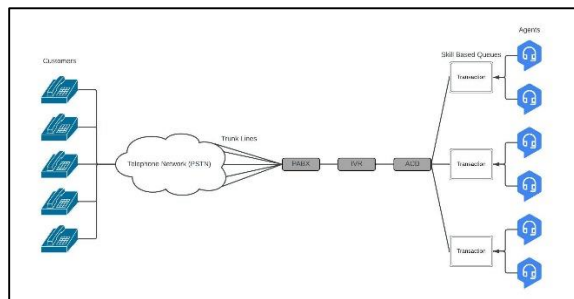 Agents
Customers
Skill Based Queues
Transaction
Trunk Lines
Telephone Network (PSTN)
PABX
IVR
ACD
Transaction
Transaction